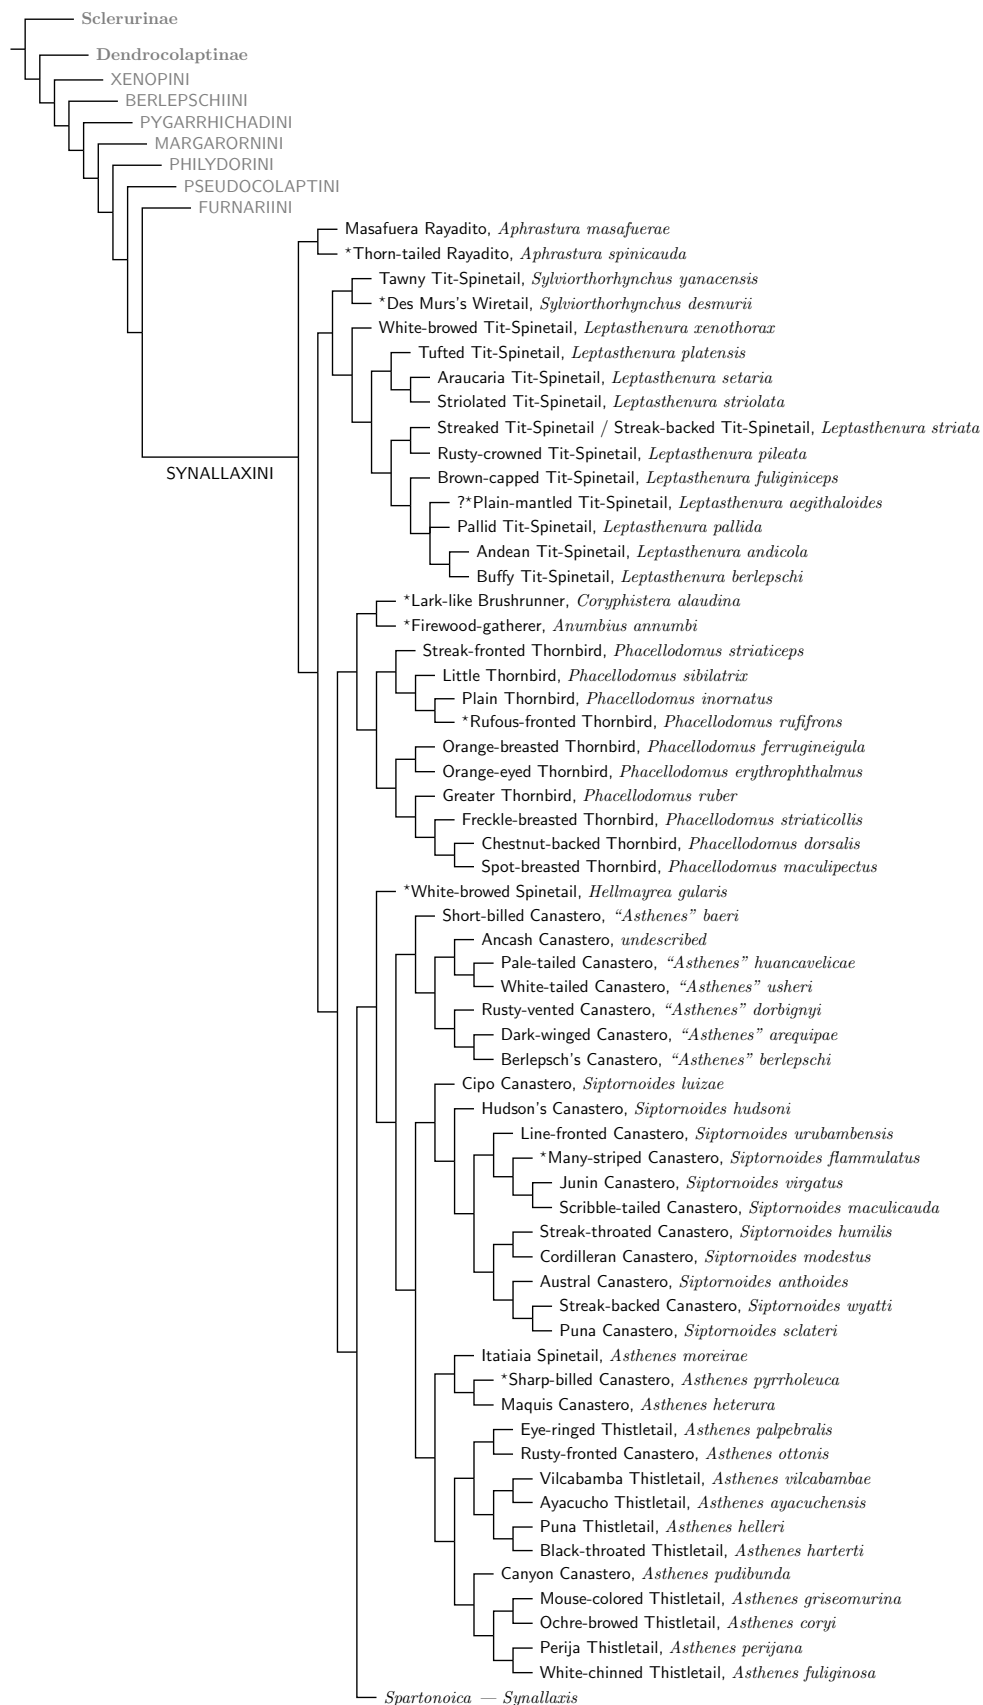 Sclerurinae
Dendrocolaptinae
XENOPINI
BERLEPSCHIINI
PYGARRHICHADINI
MARGARORNINI
PHILYDORINI
PSEUDOCOLAPTINI
FURNARIINI
Masafuera Rayadito, Aphrastura masafuerae
*Thorn-tailed Rayadito, Aphrastura spinicauda
Tawny Tit-Spinetail, Sylviorthorhynchus yanacensis
*Des Murs's Wiretail, Sylviorthorhynchus desmurii
White-browed Tit-Spinetail, Leptasthenura xenothorax
Tufted Tit-Spinetail, Leptasthenura platensis
Araucaria Tit-Spinetail, Leptasthenura setaria
Striolated Tit-Spinetail, Leptasthenura striolata
Streaked Tit-Spinetail / Streak-backed Tit-Spinetail, Leptasthenura striata
Rusty-crowned Tit-Spinetail, Leptasthenura pileata
SYNALLAXINI
Brown-capped Tit-Spinetail, Leptasthenura fuliginiceps
?*Plain-mantled Tit-Spinetail, Leptasthenura aegithaloides
Pallid Tit-Spinetail, Leptasthenura pallida
Andean Tit-Spinetail, Leptasthenura andicola
Buffy Tit-Spinetail, Leptasthenura berlepschi
*Lark-like Brushrunner, Coryphistera alaudina
*Firewood-gatherer, Anumbius annumbi
Streak-fronted Thornbird, Phacellodomus striaticeps
Little Thornbird, Phacellodomus sibilatrix
Plain Thornbird, Phacellodomus inornatus
*Rufous-fronted Thornbird, Phacellodomus rufifrons
Orange-breasted Thornbird, Phacellodomus ferrugineigula
Orange-eyed Thornbird, Phacellodomus erythrophthalmus
Greater Thornbird, Phacellodomus ruber
Freckle-breasted Thornbird, Phacellodomus striaticollis
Chestnut-backed Thornbird, Phacellodomus dorsalis
Spot-breasted Thornbird, Phacellodomus maculipectus
*White-browed Spinetail, Hellmayrea gularis
Short-billed Canastero, “Asthenes” baeri
Ancash Canastero, undescribed
Pale-tailed Canastero, “Asthenes” huancavelicae
White-tailed Canastero, “Asthenes” usheri
Rusty-vented Canastero, “Asthenes” dorbignyi
Dark-winged Canastero, “Asthenes” arequipae
Berlepsch's Canastero, “Asthenes” berlepschi
Cipo Canastero, Siptornoides luizae
Hudson's Canastero, Siptornoides hudsoni
Line-fronted Canastero, Siptornoides urubambensis
*Many-striped Canastero, Siptornoides flammulatus
Junin Canastero, Siptornoides virgatus
Scribble-tailed Canastero, Siptornoides maculicauda
Streak-throated Canastero, Siptornoides humilis
Cordilleran Canastero, Siptornoides modestus
Austral Canastero, Siptornoides anthoides
Streak-backed Canastero, Siptornoides wyatti
Puna Canastero, Siptornoides sclateri
Itatiaia Spinetail, Asthenes moreirae
*Sharp-billed Canastero, Asthenes pyrrholeuca
Maquis Canastero, Asthenes heterura
Eye-ringed Thistletail, Asthenes palpebralis
Rusty-fronted Canastero, Asthenes ottonis
Vilcabamba Thistletail, Asthenes vilcabambae
Ayacucho Thistletail, Asthenes ayacuchensis
Puna Thistletail, Asthenes helleri
Black-throated Thistletail, Asthenes harterti
Canyon Canastero, Asthenes pudibunda
Mouse-colored Thistletail, Asthenes griseomurina
Ochre-browed Thistletail, Asthenes coryi
Perija Thistletail, Asthenes perijana
White-chinned Thistletail, Asthenes fuliginosa
Spartonoica — Synallaxis